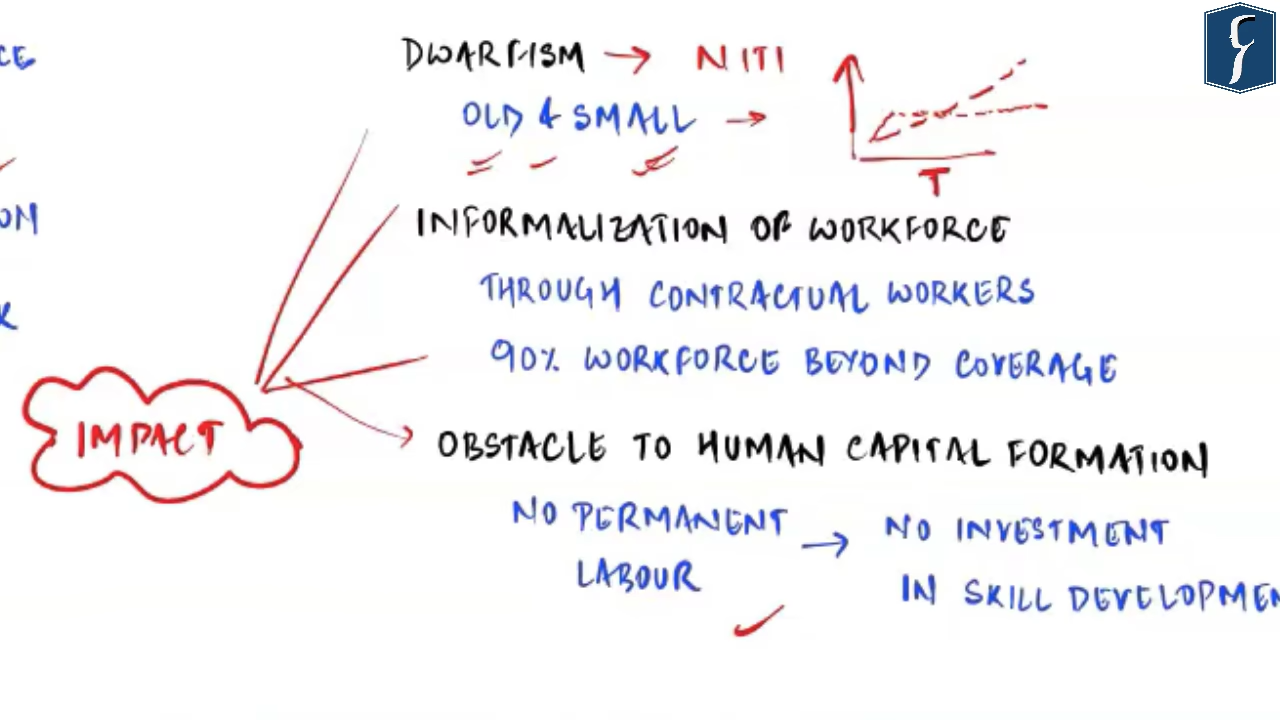 CE
DWARFISM → NITI
OLD & SMALL →
T
ON
INFORMALIZATION OF WORKFORCE
THROUGH CONTRACTUAL WORKERS
90% WORKFORCE BEYOND COVERAGE
IMPACT
OBSTACLE TO HUMAN CAPITAL FORMATION
NO PERMANENT → NO INVESTMENT
LABOUR IN SKILL DEVELOPMEN